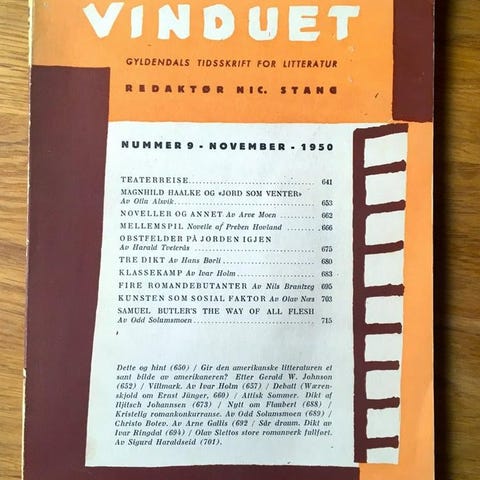 VINDUET
GYLDENDALS TIDSSKRIFT FOR LITTERATUR
REDAKTØR NIC. STANG
NUMMER 9 - NOVEMBER - 1950
TEATERREISE 641
MAGNHILD HAALKE OG «JORD SOM VENTER»
Av Olla Alsvik 653
NOVELLER OG ANNET Av Arve Moen 662
MELLEMSPIL Novelle af Preben Hovland 666
OBSTFELDER PÅ JORDEN IGJEN
Av Harald Tveterås 675
TRE DIKT Av Hans Børli 680
KLASSEKAMP Av Ivar Holm 683
FIRE ROMANDEBUTANTER Av Nils Brantzeg 695
KUNSTEN SOM SOSIAL FAKTOR Av Olav Næs 703
SAMUEL BUTLER'S THE WAY OF ALL FLESH
Av Odd Solumsmoen 715
Dette og hint (650) / Gir den amerikanske litteraturen et
sant bilde av amerikaneren? Etter Gerald W. Johnson
(652) / Villmark. Av Ivar Holm (657) / Debatt (Wæren-
skjold om Ernst Jünger, 660) / Attisk Sommer. Dikt af
Iljitsch Johannsen (673) / Nytt om Flaubert (688) /
Kristelig romankonkurranse. Av Odd Solumsmoen (689) /
Christo Botev. Av Arne Gallis (692 / Sår draum. Dikt av
Ivar Ringdal (694) / Olav Slettos store romanverk fullført.
Av Sigurd Haraldseid (701).